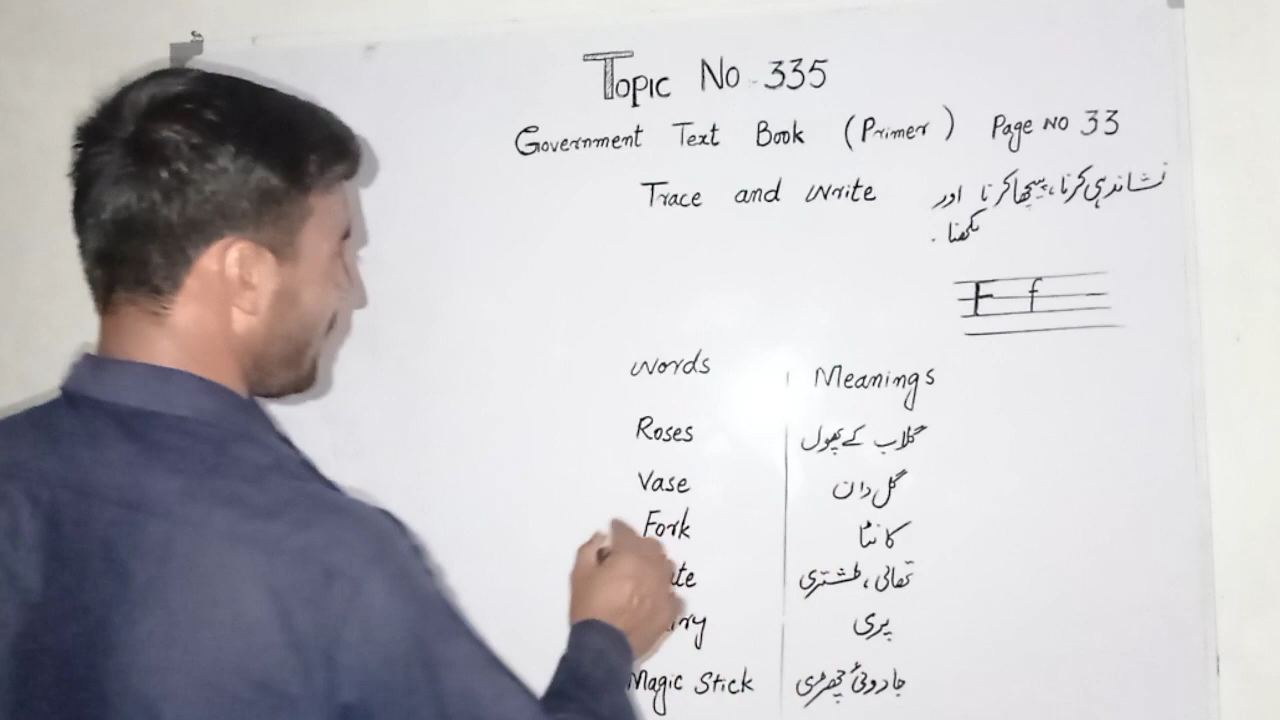 Topic No. 335
Government Text Book (Primer) Page NO 33
Trace and write نشاندہی کرنا، پیچھا کرنا اور
لکھنا۔
F f
words Meanings
Roses گلاب کے پھول
Vase گل دان
Fork کانٹا
تھالی، طشتری
پری
Magic Stick جادوئی چھڑی